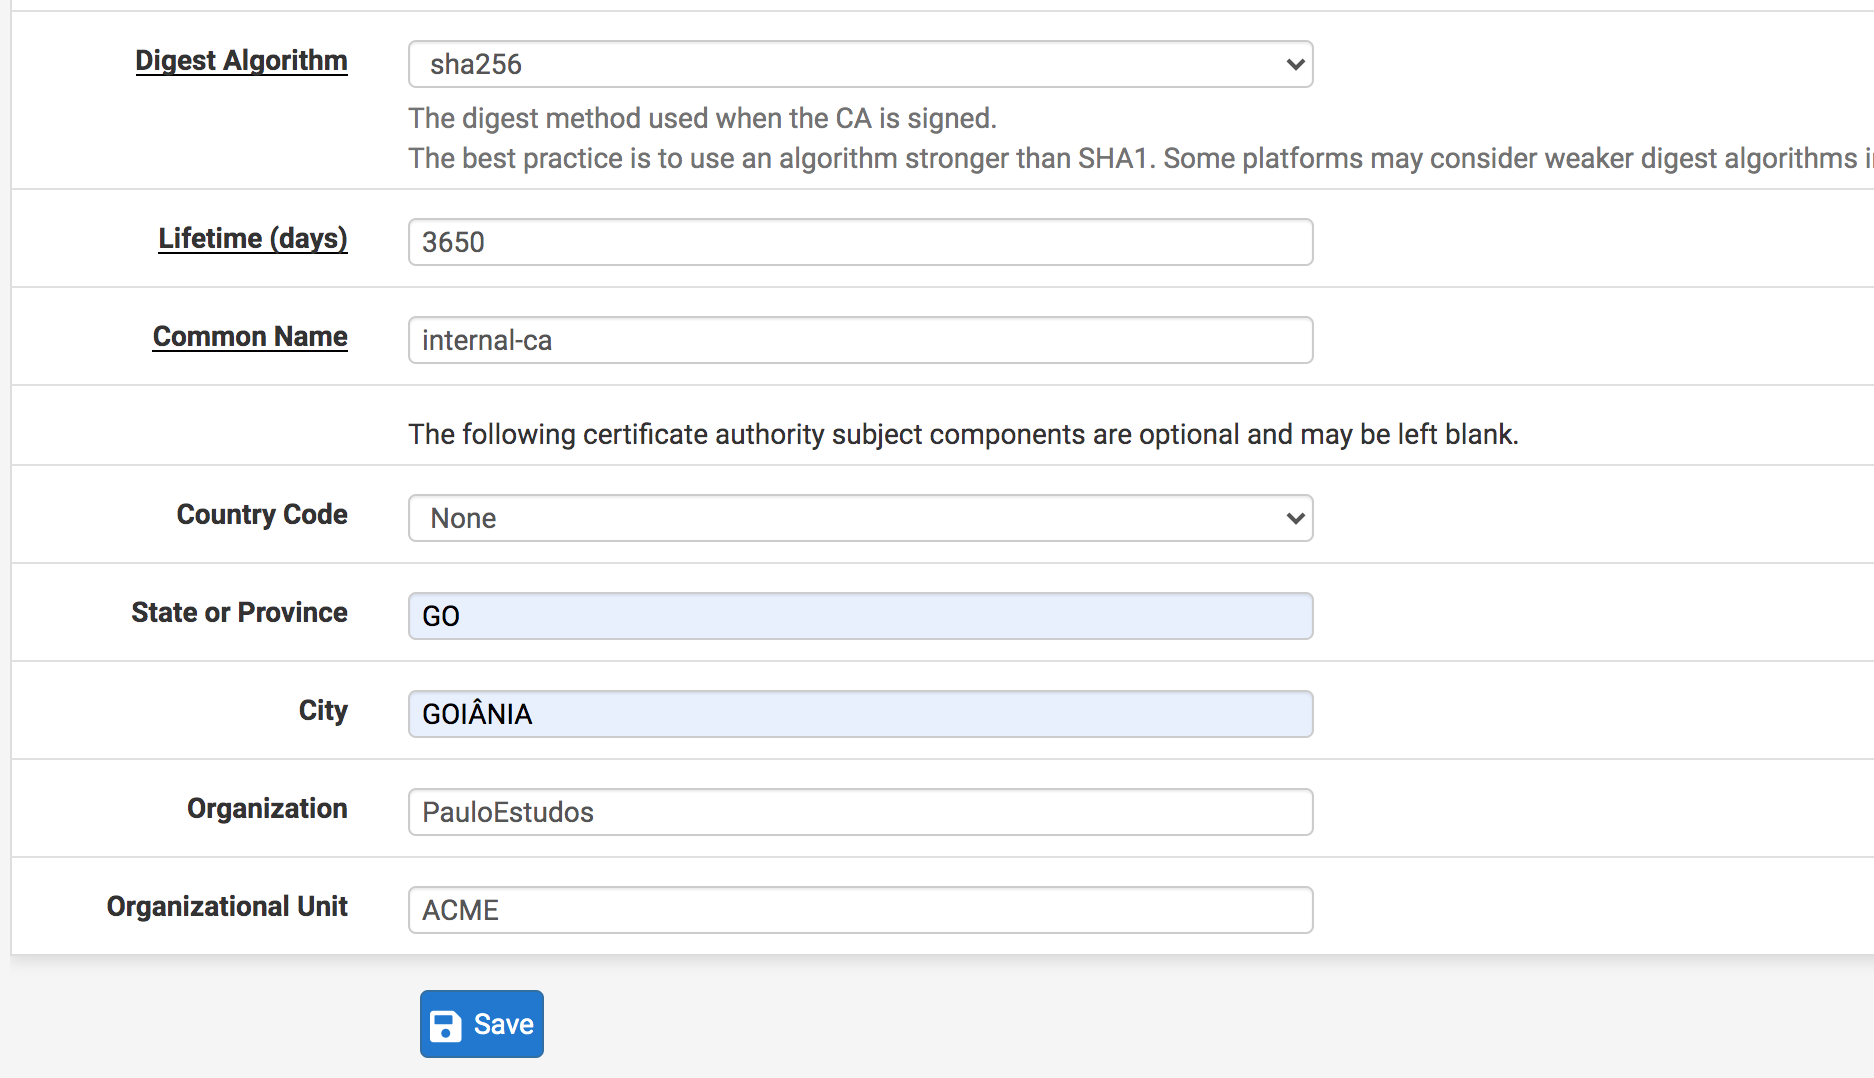 Digest Algorithm
sha256
The digest method used when the CA is signed.
The best practice is to use an algorithm stronger than SHA1. Some platforms may consider weaker digest algorithms
Lifetime (days)
3650
Common Name
internal-ca
The following certificate authority subject components are optional and may be left blank.
Country Code
None
State or Province
GO
City
GOIÂNIA
Organization
PauloEstudos
Organizational Unit
ACME
Save